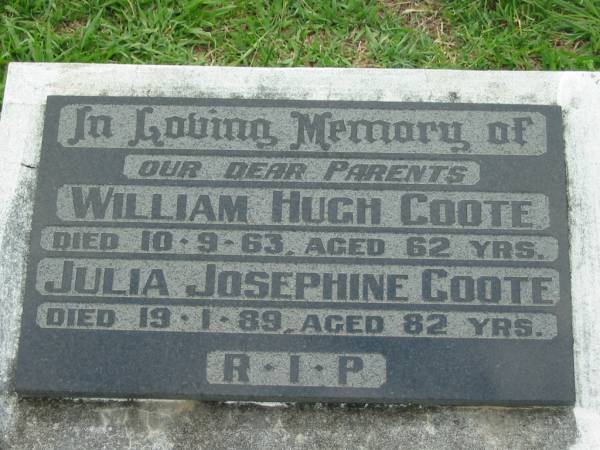 In Loving Memory of
OUR DEAR PARENTS
WILLIAM HUGH COOTE
DIED 10·9·63, AGED 62 YRS.
JULIA JOSEPHINE COOTE
DIED 19·1·89, AGED 82 YRS.
R·I·P